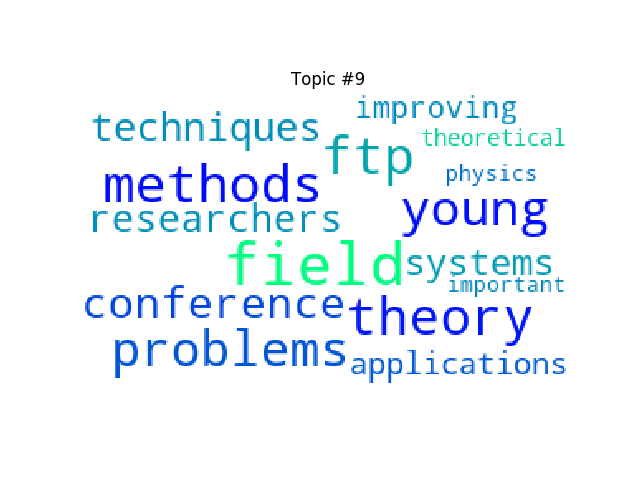 Topic #9
improving
techniques
theoretical
ftp
physics
methods
young
researchers
field
systems
important
conference
theory
problems
applications